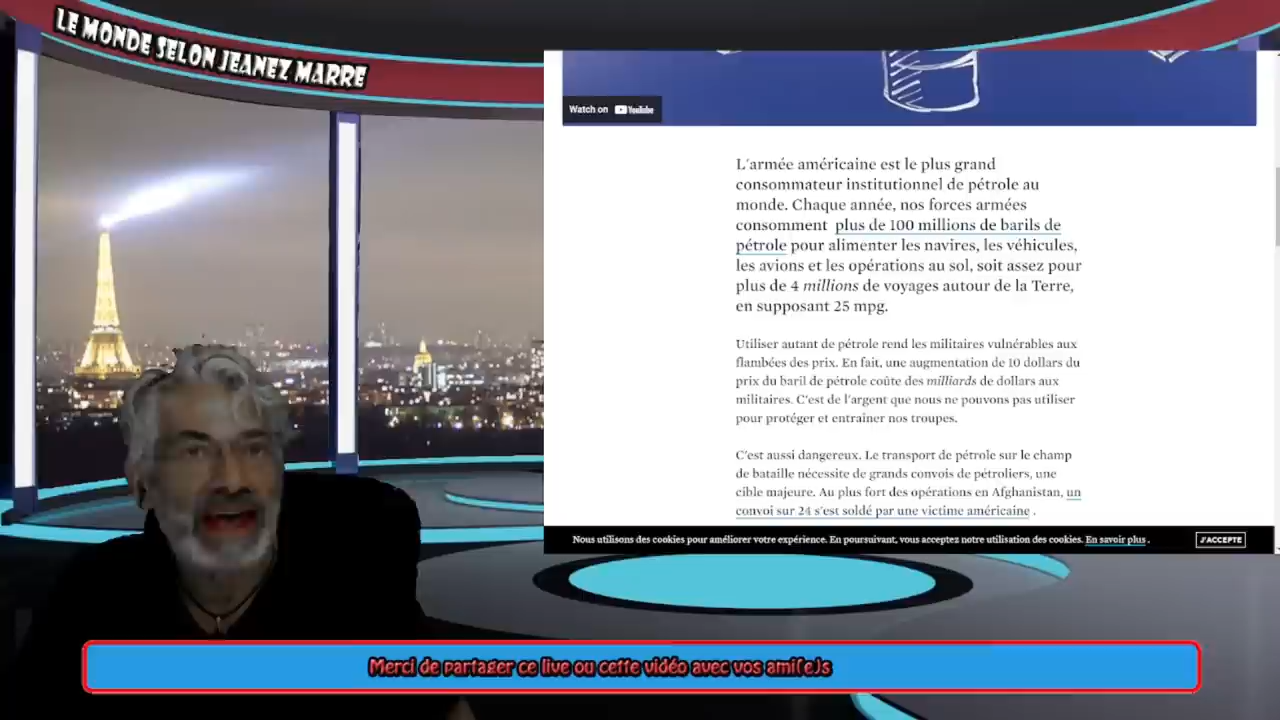 LE MONDE SELON JEANEZ MARRE
Watch on YouTube
L'armée américaine est le plus grand
consommateur institutionnel de pétrole au
monde. Chaque année, nos forces armées
consomment plus de 100 millions de barils de
pétrole pour alimenter les navires, les véhicules,
les avions et les opérations au sol, soit assez pour
plus de 4 millions de voyages autour de la Terre,
en supposant 25 mpg.
Utiliser autant de pétrole rend les militaires vulnérables aux
flambées des prix. En fait, une augmentation de 10 dollars du
prix du baril de pétrole coûte des milliards de dollars aux
militaires. C'est de l'argent que nous ne pouvons pas utiliser
pour protéger et entraîner nos troupes.
C'est aussi dangereux. Le transport de pétrole sur le champ
de bataille nécessite de grands convois de pétroliers, une
cible majeure. Au plus fort des opérations en Afghanistan, un
convoi sur 24 s'est soldé par une victime américaine .
Nous utilisons des cookies pour améliorer votre expérience. En poursuivant, vous acceptez notre utilisation des cookies. En savoir plus .
J'ACCEPTE
Merci de partager ce live ou cette vidéo avec vos ami(e)s